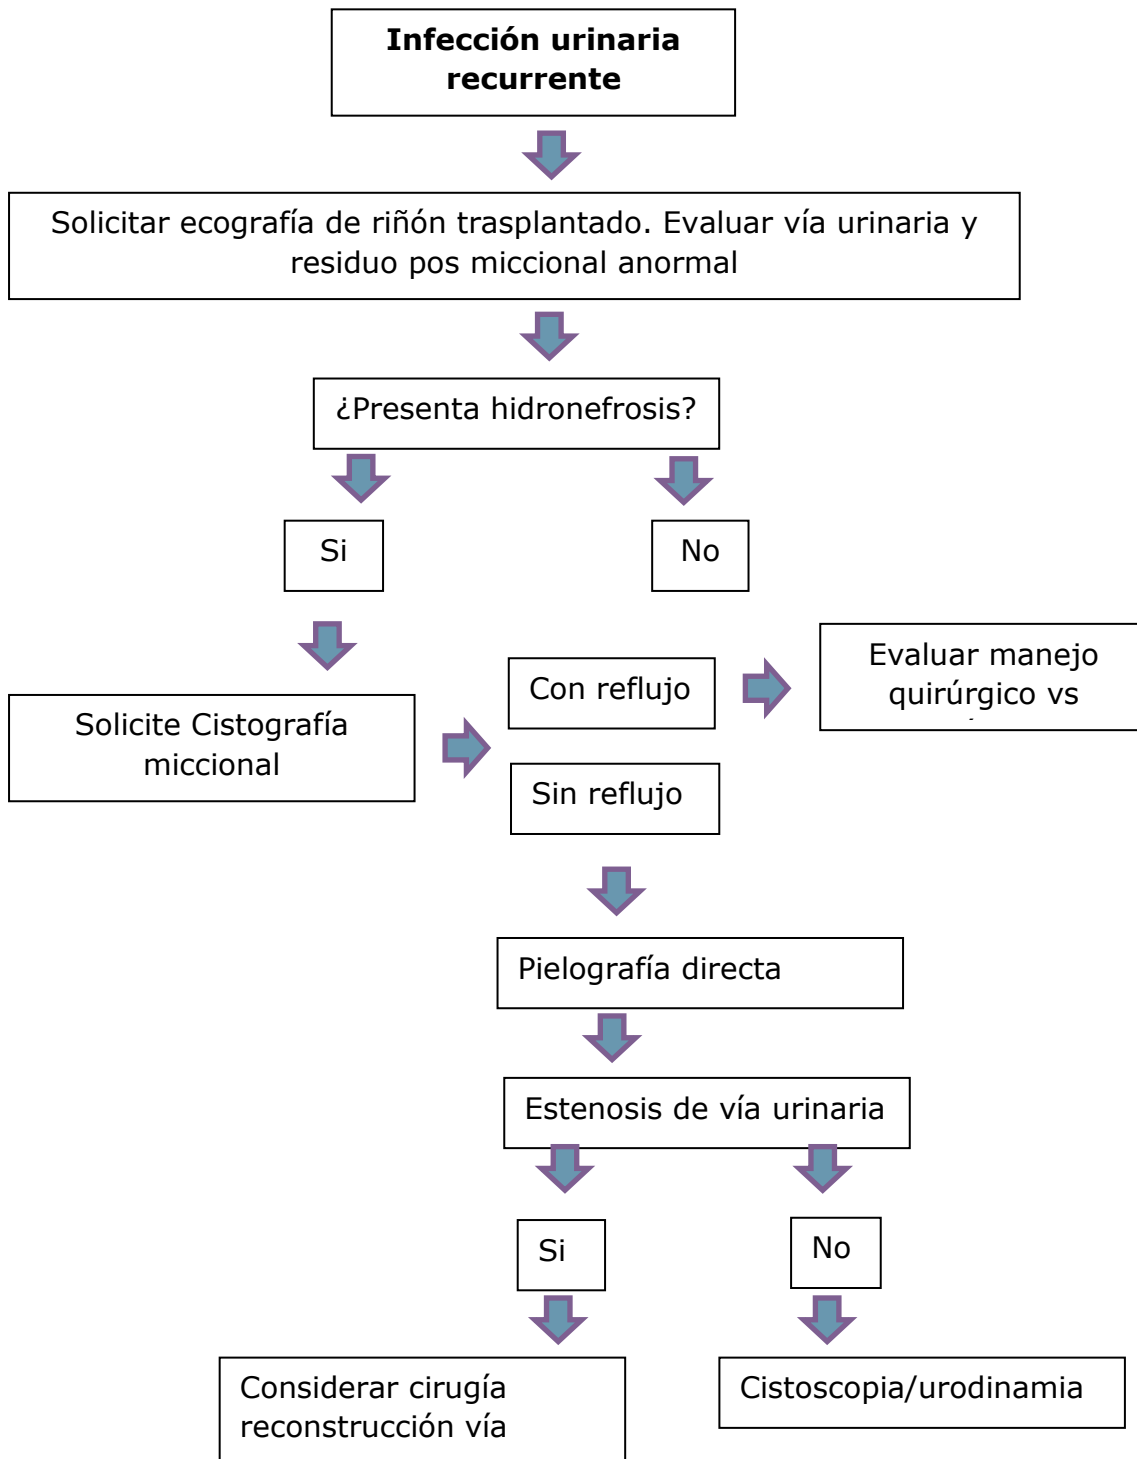 Infección urinaria
recurrente
Solicitar ecografía de riñón trasplantado. Evaluar vía urinaria y
residuo pos miccional anormal
¿Presenta hidronefrosis?
Si
No
Solicite Cistografía
miccional
Con reflujo
Sin reflujo
Evaluar manejo
quirúrgico vs
Pielografía directa
Estenosis de vía urinaria
Si
No
Considerar cirugía
reconstrucción vía
Cistoscopia/urodinamia